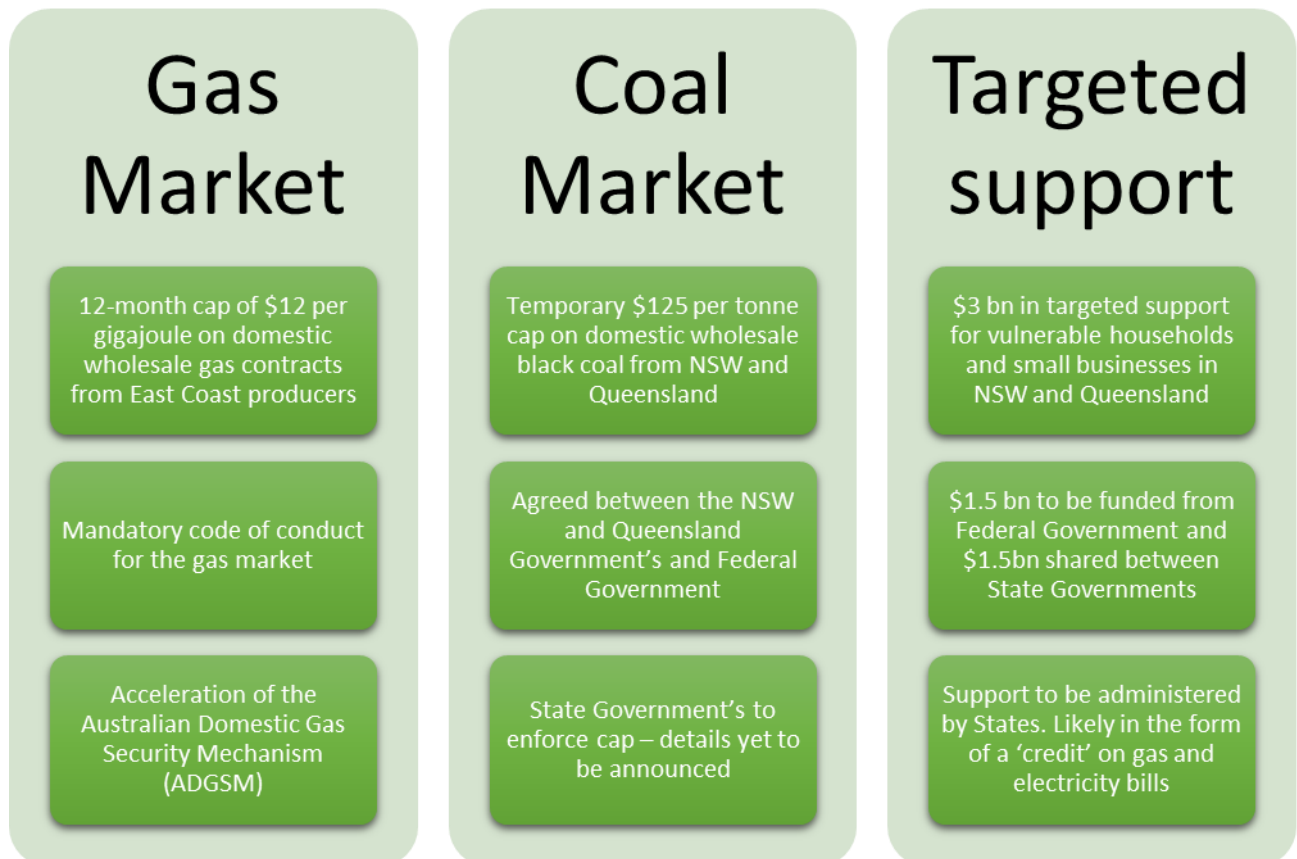 Gas
Market
12-month cap of $12 per
gigajoule on domestic
wholesale gas contracts
from East Coast producers
Mandatory code of conduct
for the gas market
Acceleration of the
Australian Domestic Gas
Security Mechanism
(ADGSM)
Coal
Market
Temporary $125 per tonne
cap on domestic wholesale
black coal from NSW and
Queensland
Agreed between the NSW
and Queensland
Government’s and Federal
Government
State Government’s to
enforce cap – details yet to
be announced
Targeted
support
$3 bn in targeted support
for vulnerable households
and small businesses in
NSW and Queensland
$1.5 bn to be funded from
Federal Government and
$1.5bn shared between
State Governments
Support to be administered
by States. Likely in the form
of a ‘credit’ on gas and
electricity bills